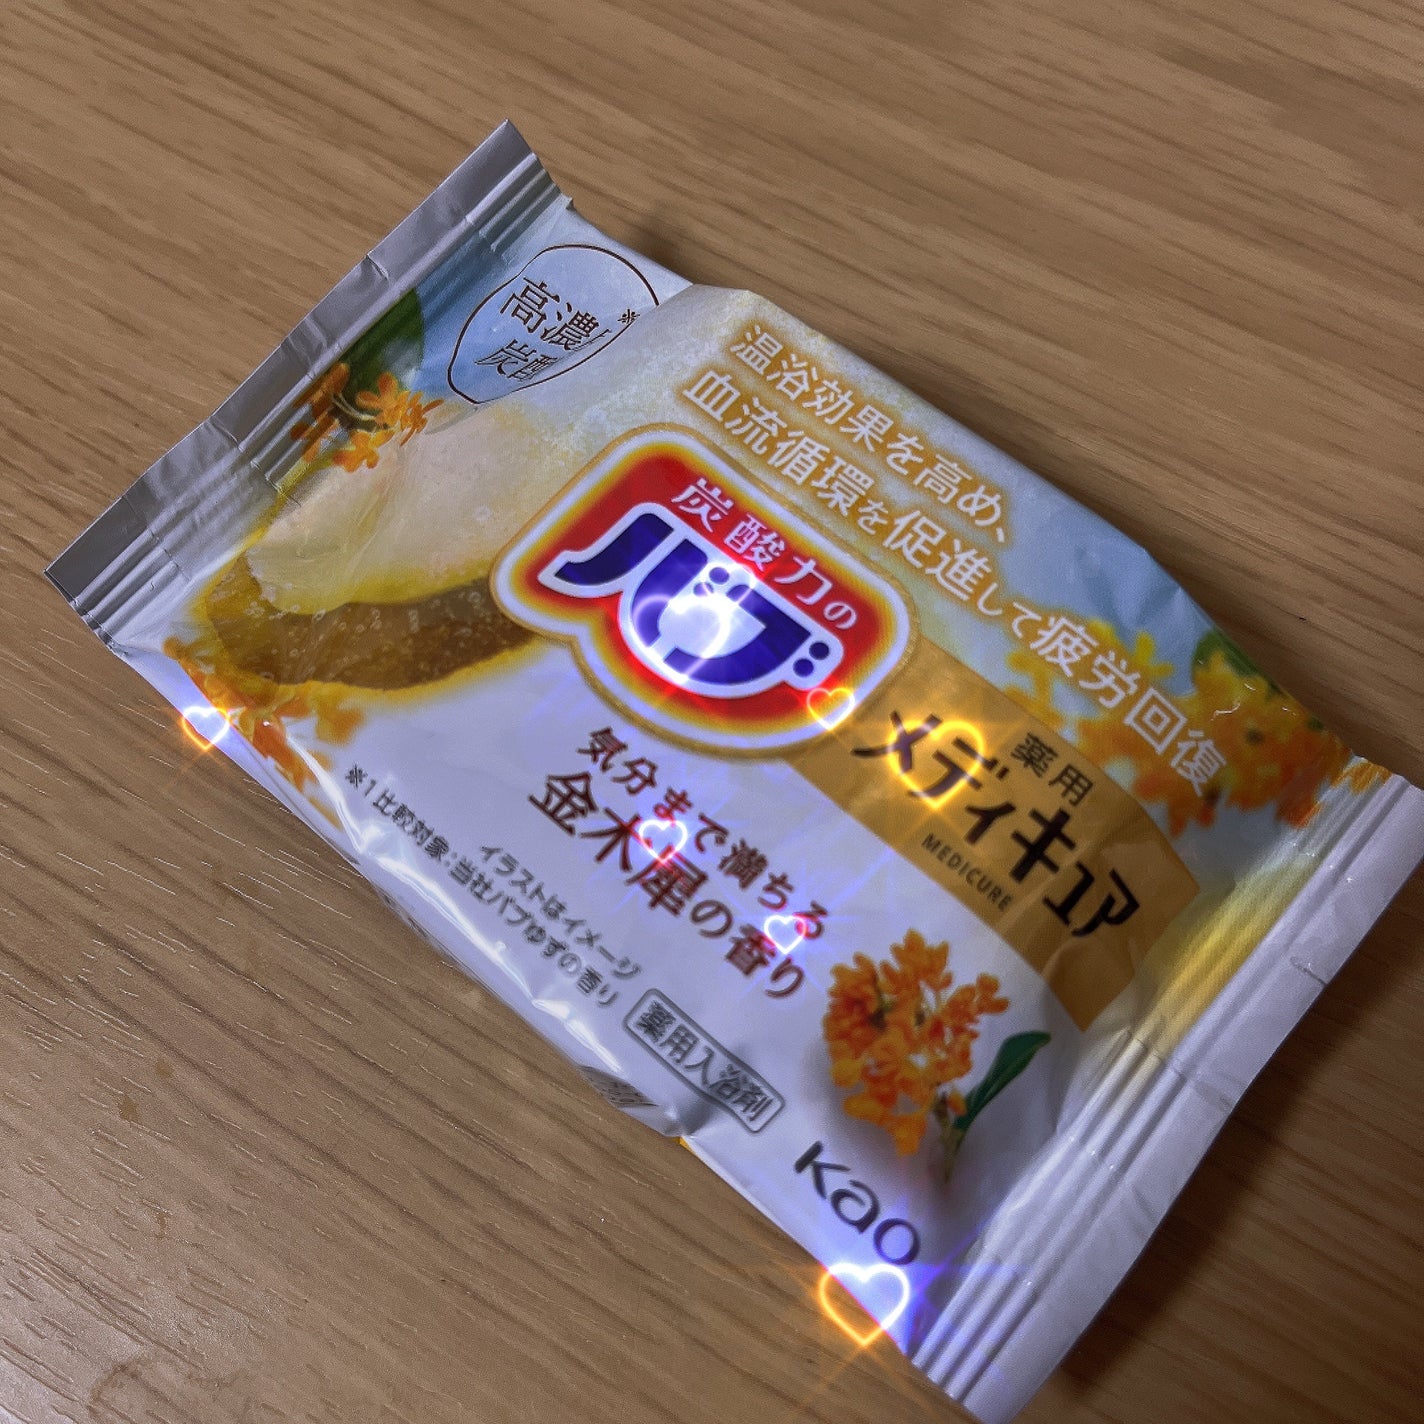 高濃
炭酸
※
温浴効果を高め、
血流循環を促進して疲労回復
炭酸力の
バブ
薬用
メディキュア
MEDICURE
気分まで満ちる
金木犀の香り
※1比較対象：当社バブゆずの香り
イラストはイメージ
薬用入浴剤
Kao